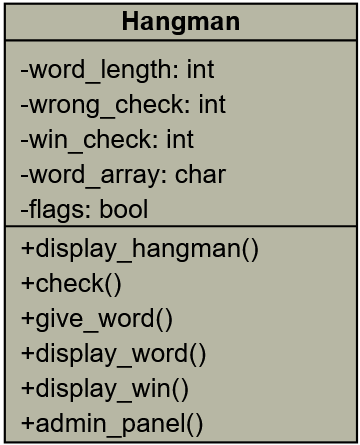 Hangman
-word_length: int
-wrong_check: int
-win_check: int
-word_array: char
-flags: bool
+display_hangman()
+check()
+give_word()
+display_word()
+display_win()
+admin_panel()